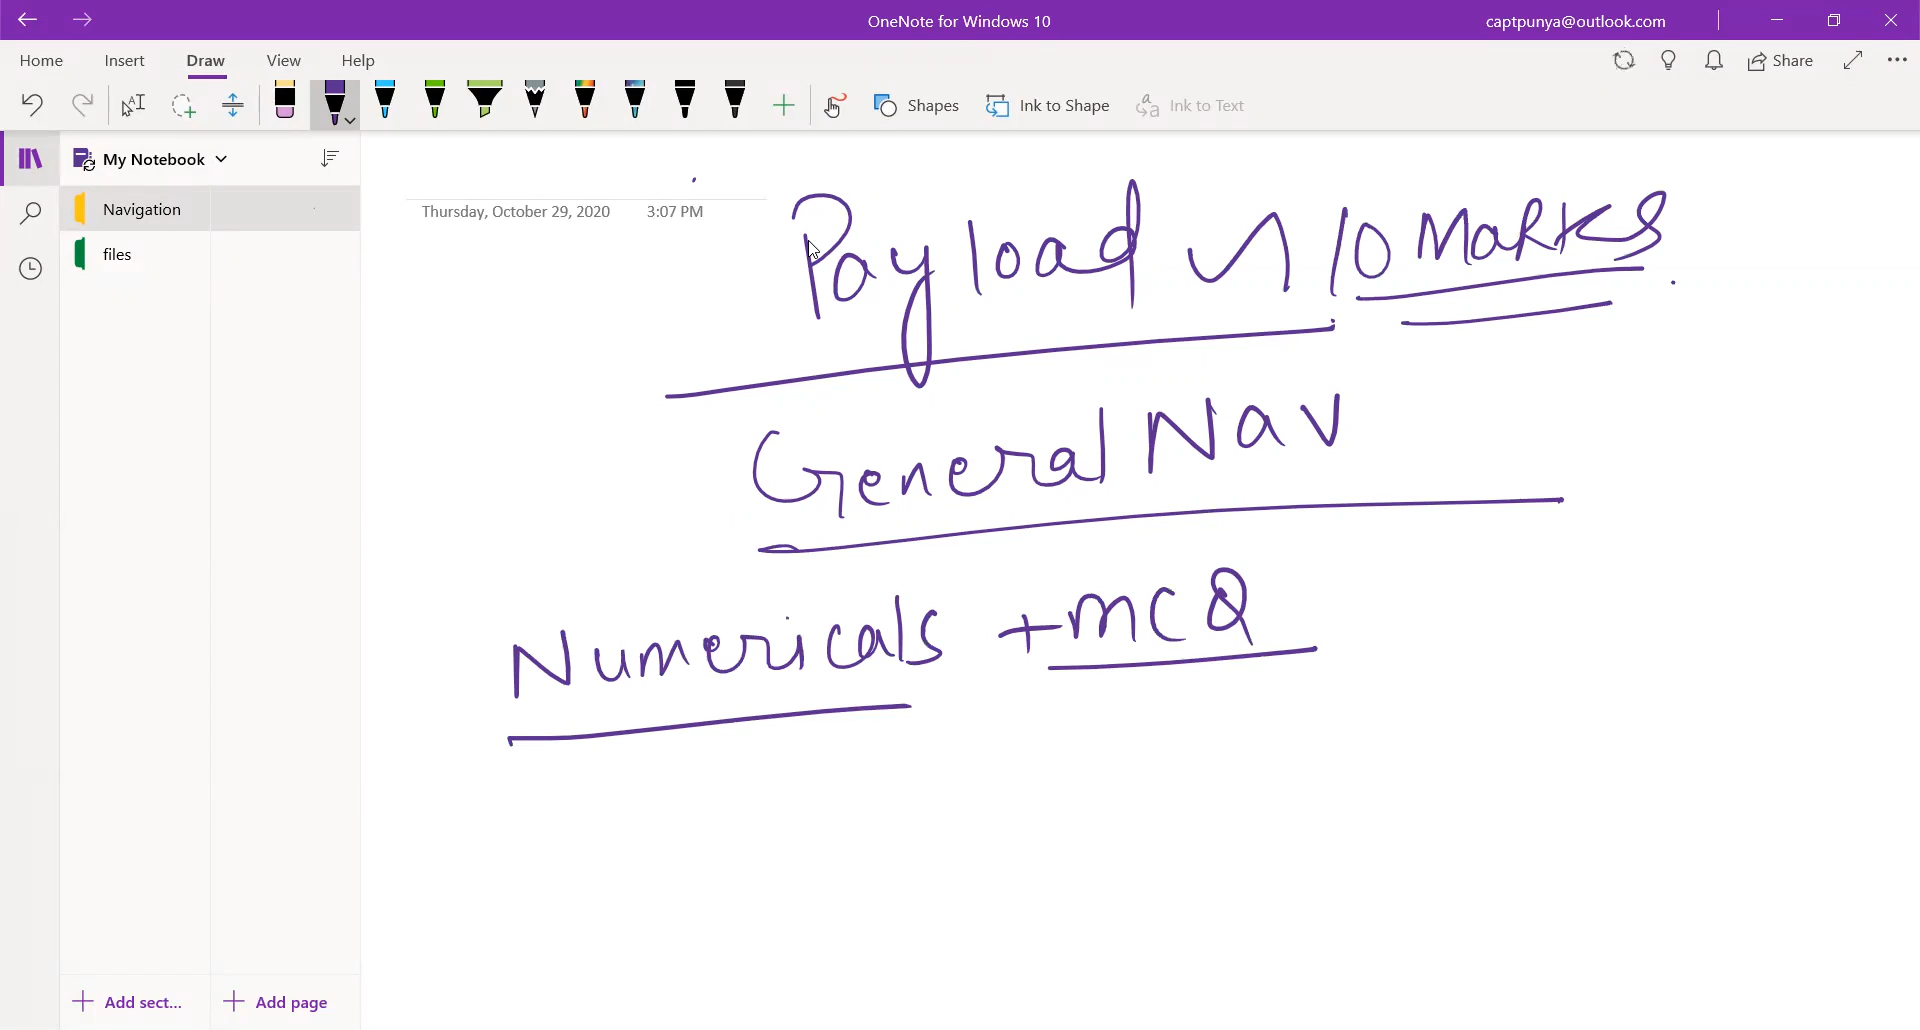 OneNote for Windows 10
captpunya@outlook.com
Home Insert Draw View Help
Share
Shapes Ink to Shape Ink to Text
My Notebook
Navigation
files
Thursday, October 29, 2020 3:07 PM
Payload ~ 10 Marks
General Nav
Numericals + MCQ
Add sect... Add page